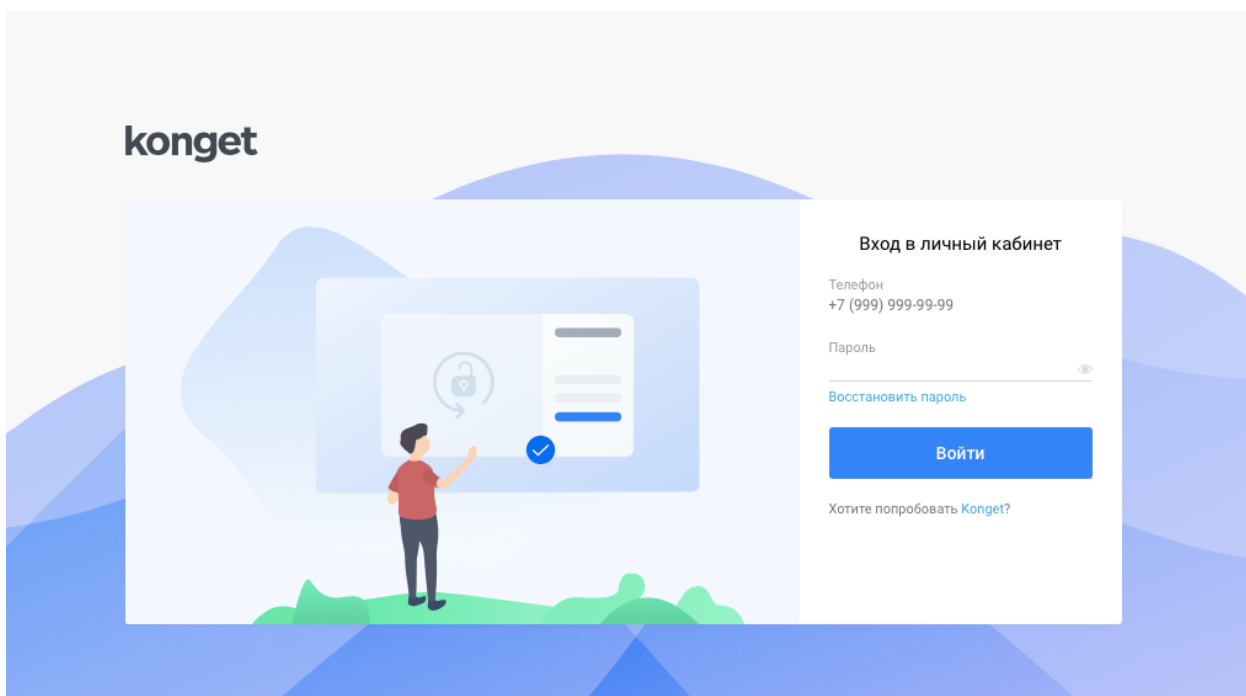 konget
Вход в личный кабинет
Телефон
+7 (999) 999-99-99
Пароль
Восстановить пароль
Войти
Хотите попробовать Konget?